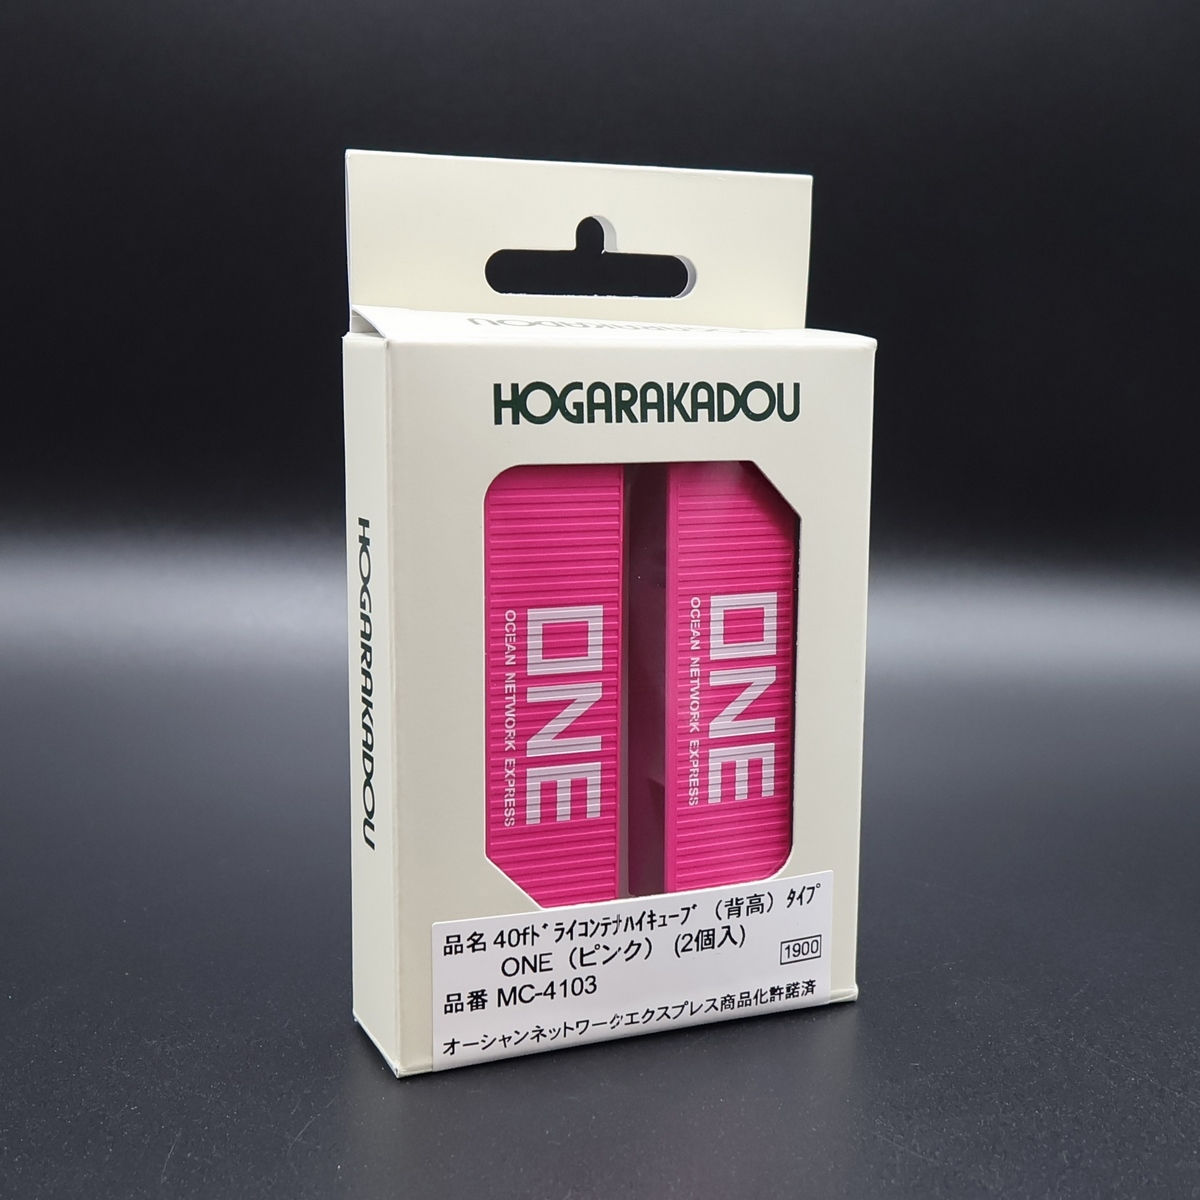 HOGARAKADOU
HOGARAKADOU
HOGARAKADOU
ONE
OCEAN NETWORK EXPRESS
ONE
OCEAN NETWORK EXPRESS
品名 40fﾄﾞﾗｲｺﾝﾃﾅﾊｲｷｭｰﾌﾞ（背高）ﾀｲﾌﾟ
ONE（ピンク） (2個入)
1900
品番 MC-4103
オーシャンネットワークエクスプレス商品化許諾済